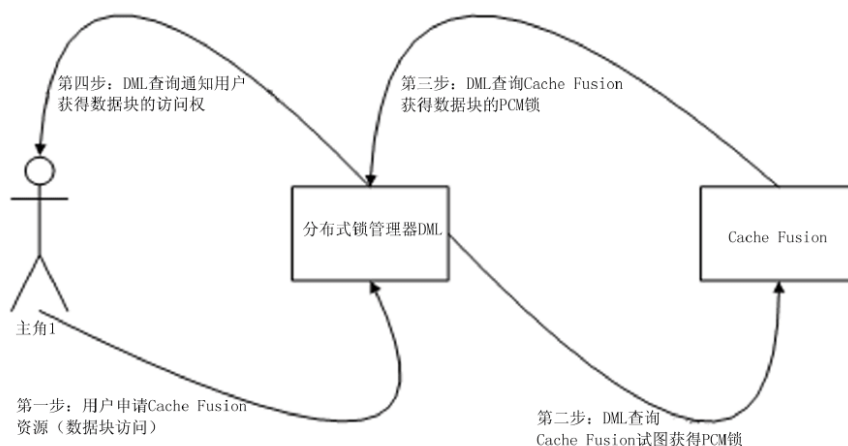 第四步：DML查询通知用户
获得数据块的访问权
第三步：DML查询Cache Fusion
获得数据块的PCM锁
分布式锁管理器DML
Cache Fusion
主角1
第一步：用户申请Cache Fusion
资源（数据块访问）
第二步：DML查询
Cache Fusion试图获得PCM锁